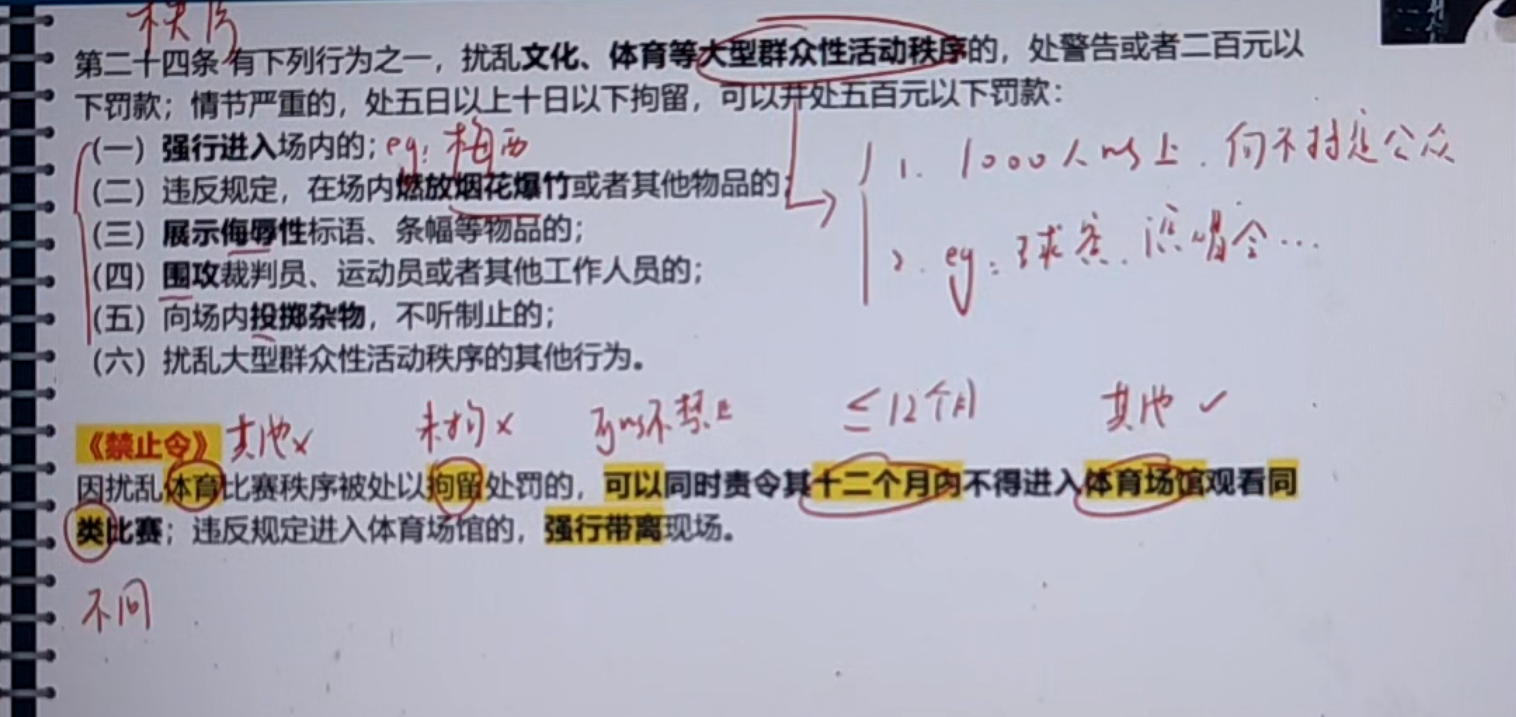 秩序
第二十四条 有下列行为之一，扰乱文化、体育等大型群众性活动秩序的，处警告或者二百元以
下罚款；情节严重的，处五日以上十日以下拘留，可以并处五百元以下罚款：
(一）强行进入场内的；eg：梅西
(二）违反规定，在场内燃放烟花爆竹或者其他物品的；
(三）展示侮辱性标语、条幅等物品的；
(四）围攻裁判员、运动员或者其他工作人员的；
(五）向场内投掷杂物，不听制止的；
(六）扰乱大型群众性活动秩序的其他行为。
1. 1000人以上．向不特定公众
2. eg：球赛．演唱会…
其他× 未拘× 可以不禁止 ≤12个月 其他✓
《禁止令》
因扰乱体育比赛秩序被处以拘留处罚的，可以同时责令其十二个月内不得进入体育场馆观看同
类比赛；违反规定进入体育场馆的，强行带离现场。
不同